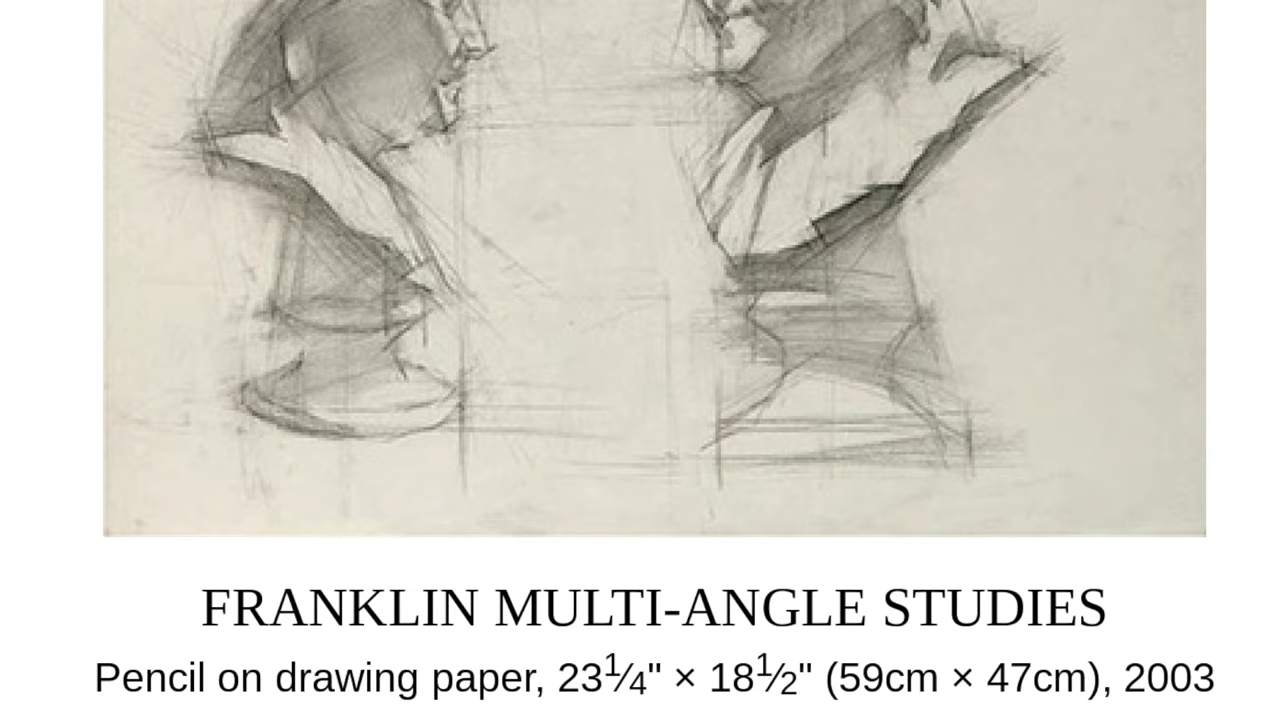 FRANKLIN MULTI-ANGLE STUDIES
Pencil on drawing paper, 23¼" × 18½" (59cm × 47cm), 2003